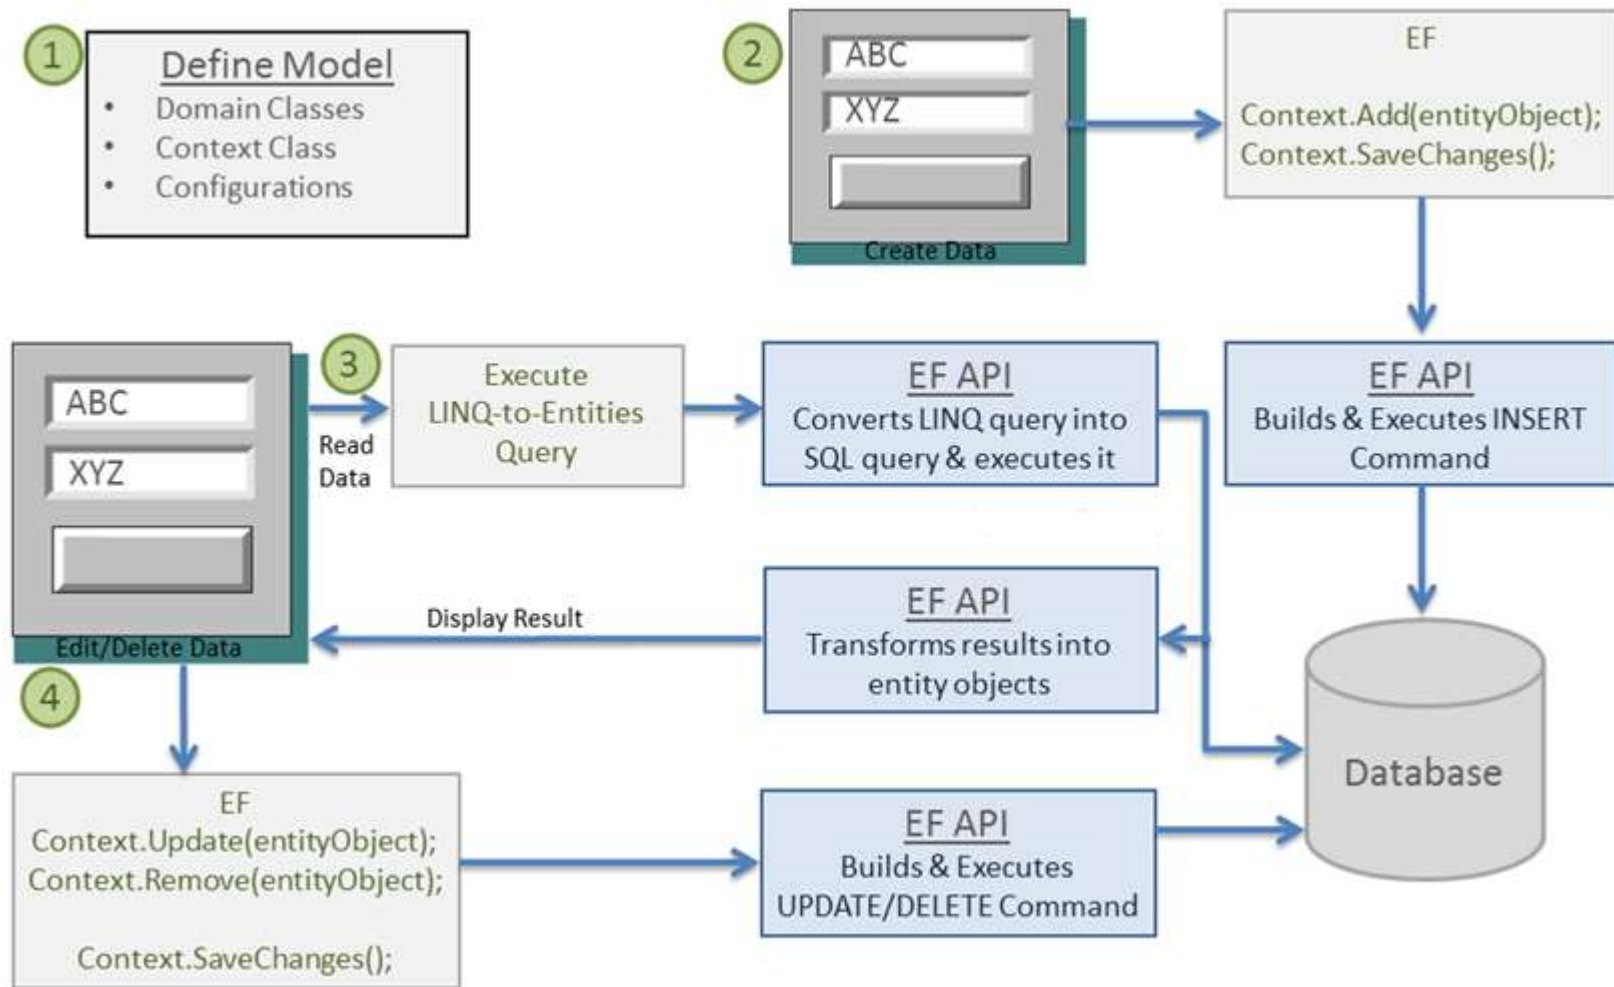 1
Define Model
• Domain Classes
• Context Class
• Configurations
2
ABC
XYZ
Create Data
EF
Context.Add(entityObject);
Context.SaveChanges();
ABC
XYZ
Edit/Delete Data
3
Read
Data
Execute
LINQ-to-Entities
Query
EF API
Converts LINQ query into
SQL query & executes it
EF API
Builds & Executes INSERT
Command
Display Result
EF API
Transforms results into
entity objects
Database
4
EF
Context.Update(entityObject);
Context.Remove(entityObject);
Context.SaveChanges();
EF API
Builds & Executes
UPDATE/DELETE Command